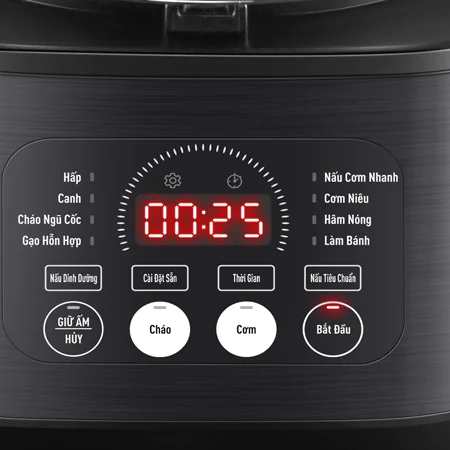 Hấp
Canh
Cháo Ngũ Cốc
Gạo Hỗn Hợp
00:25
Nấu Cơm Nhanh
Cơm Niêu
Hâm Nóng
Làm Bánh
Nấu Dinh Dưỡng
Cài Đặt Sẵn
Thời Gian
Nấu Tiêu Chuẩn
GIỮ ẤM
HỦY
Cháo
Cơm
Bắt Đầu